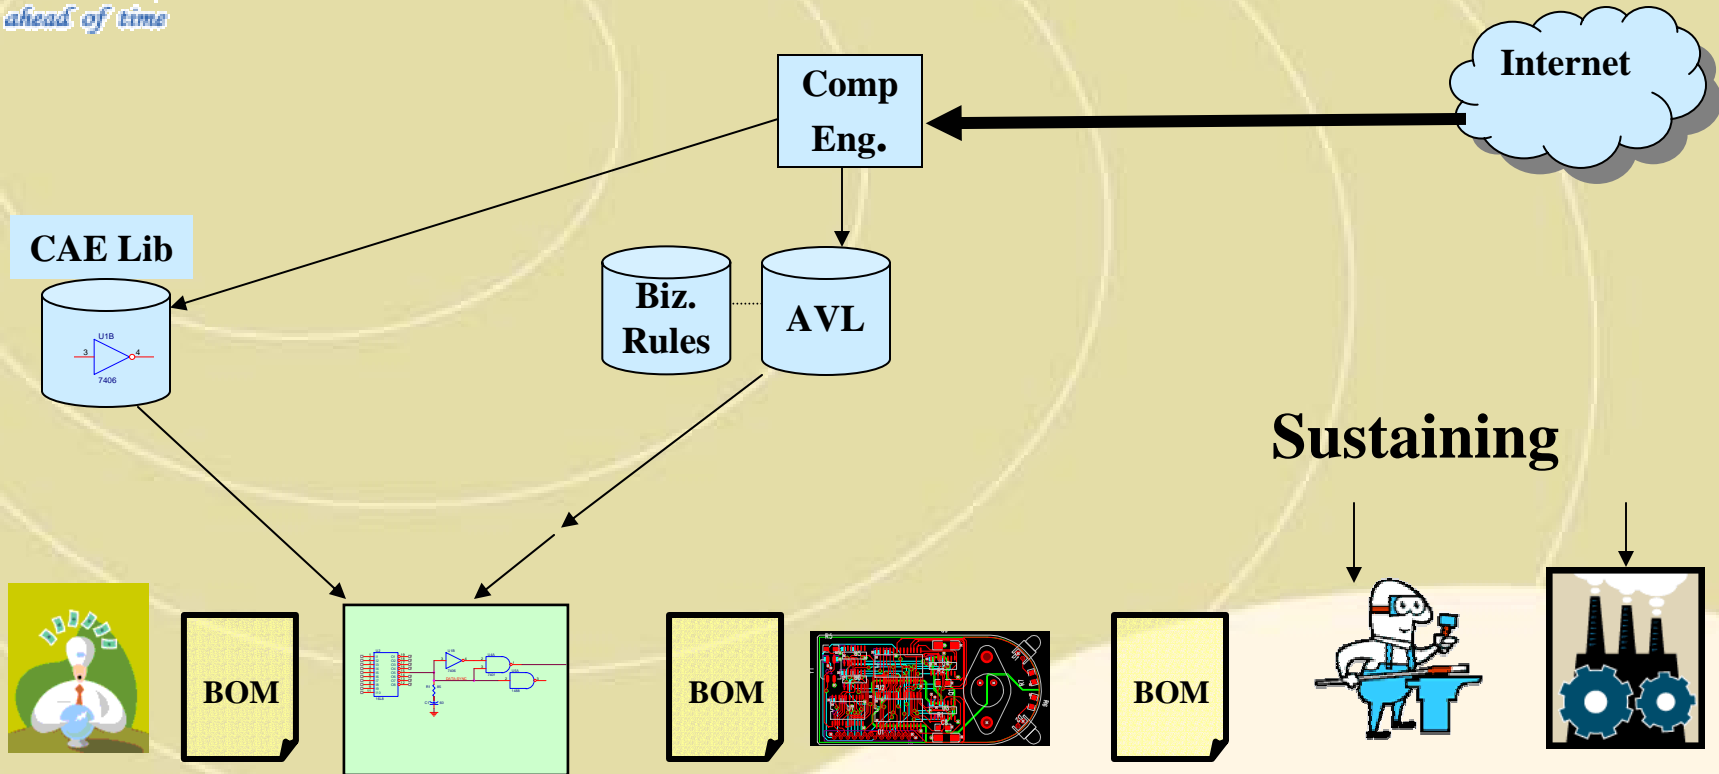 ahead of time
Internet
Comp
Eng.
CAE Lib
U1B
3
4
7406
Biz.
Rules
AVL
Sustaining
BOM
BOM
BOM